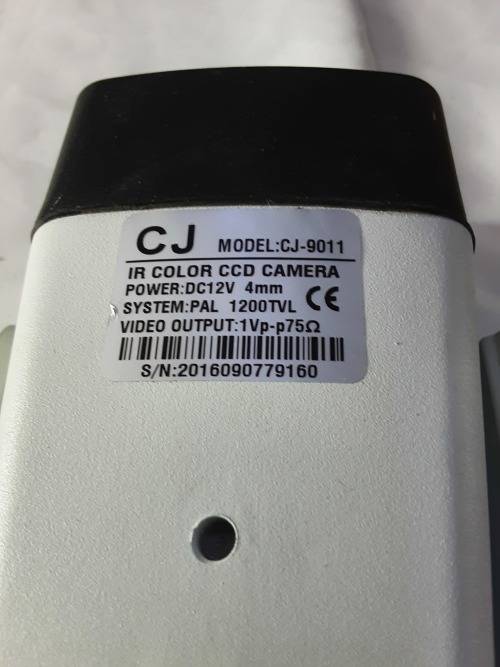 CJ MODEL:CJ-9011
IR COLOR CCD CAMERA
POWER:DC12V 4mm
SYSTEM:PAL 1200TVL CE
VIDEO OUTPUT:1Vp-p75Ω
S/N:2016090779160